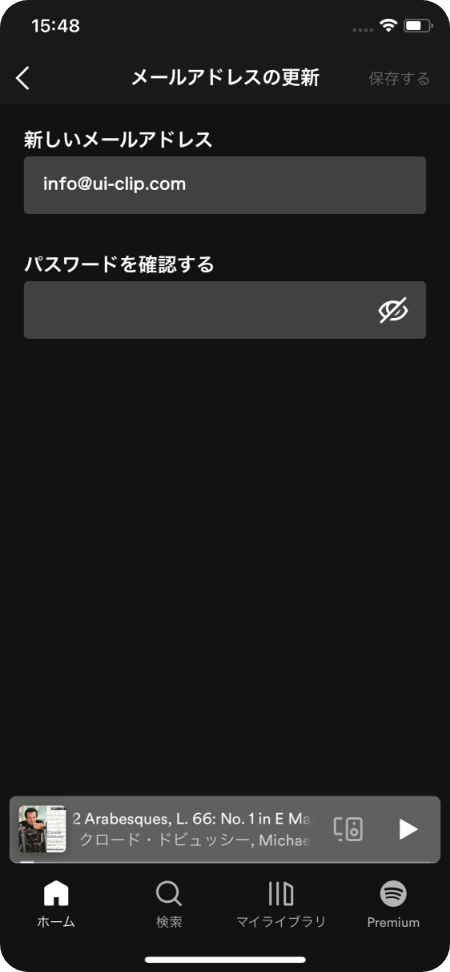 15:48
メールアドレスの更新
保存する
新しいメールアドレス
info@ui-clip.com
パスワードを確認する
2 Arabesques, L. 66: No. 1 in E Ma
クロード・ドビュッシー, Michae
ホーム
検索
マイライブラリ
Premium